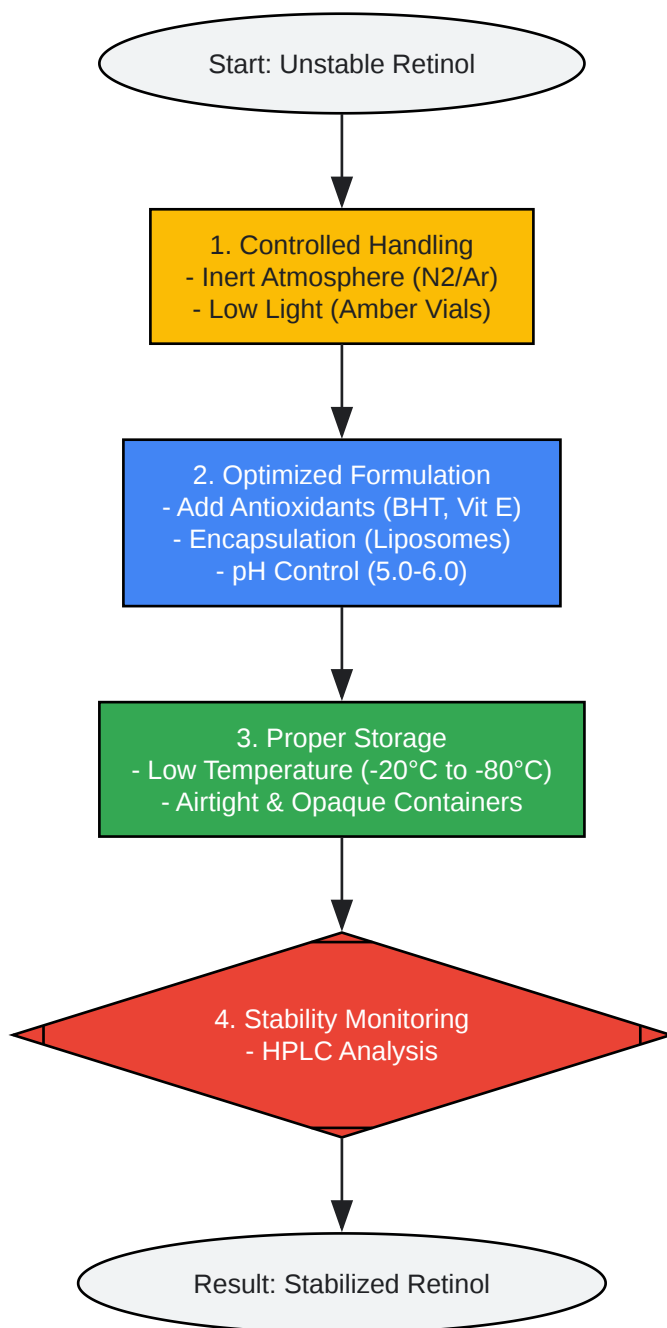 Start: Unstable Retinol
1. Controlled Handling
- Inert Atmosphere (N2/Ar)
- Low Light (Amber Vials)
2. Optimized Formulation
- Add Antioxidants (BHT, Vit E)
- Encapsulation (Liposomes)
- pH Control (5.0-6.0)
3. Proper Storage
- Low Temperature (-20°C to -80°C)
- Airtight & Opaque Containers
4. Stability Monitoring
- HPLC Analysis
Result: Stabilized Retinol